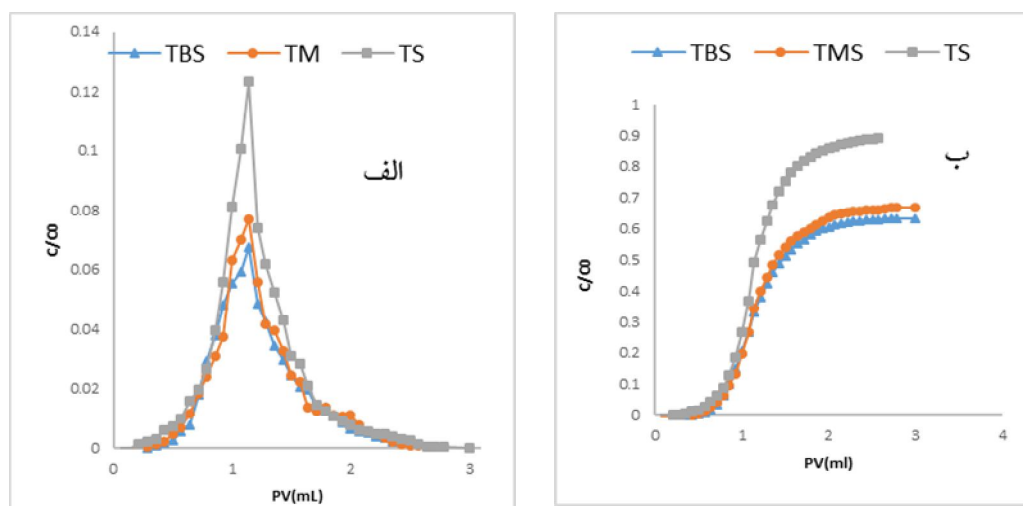 0.14
TBS TM TS
0.12
0.1
الف
0.08
C/C0
0.06
0.04
0.02
0
0 1 2 3
PV(mL)
TBS TMS TS
1
0.9
ب
0.8
0.7
0.6
C/C0
0.5
0.4
0.3
0.2
0.1
0
0 1 2 3 4
PV(ml)